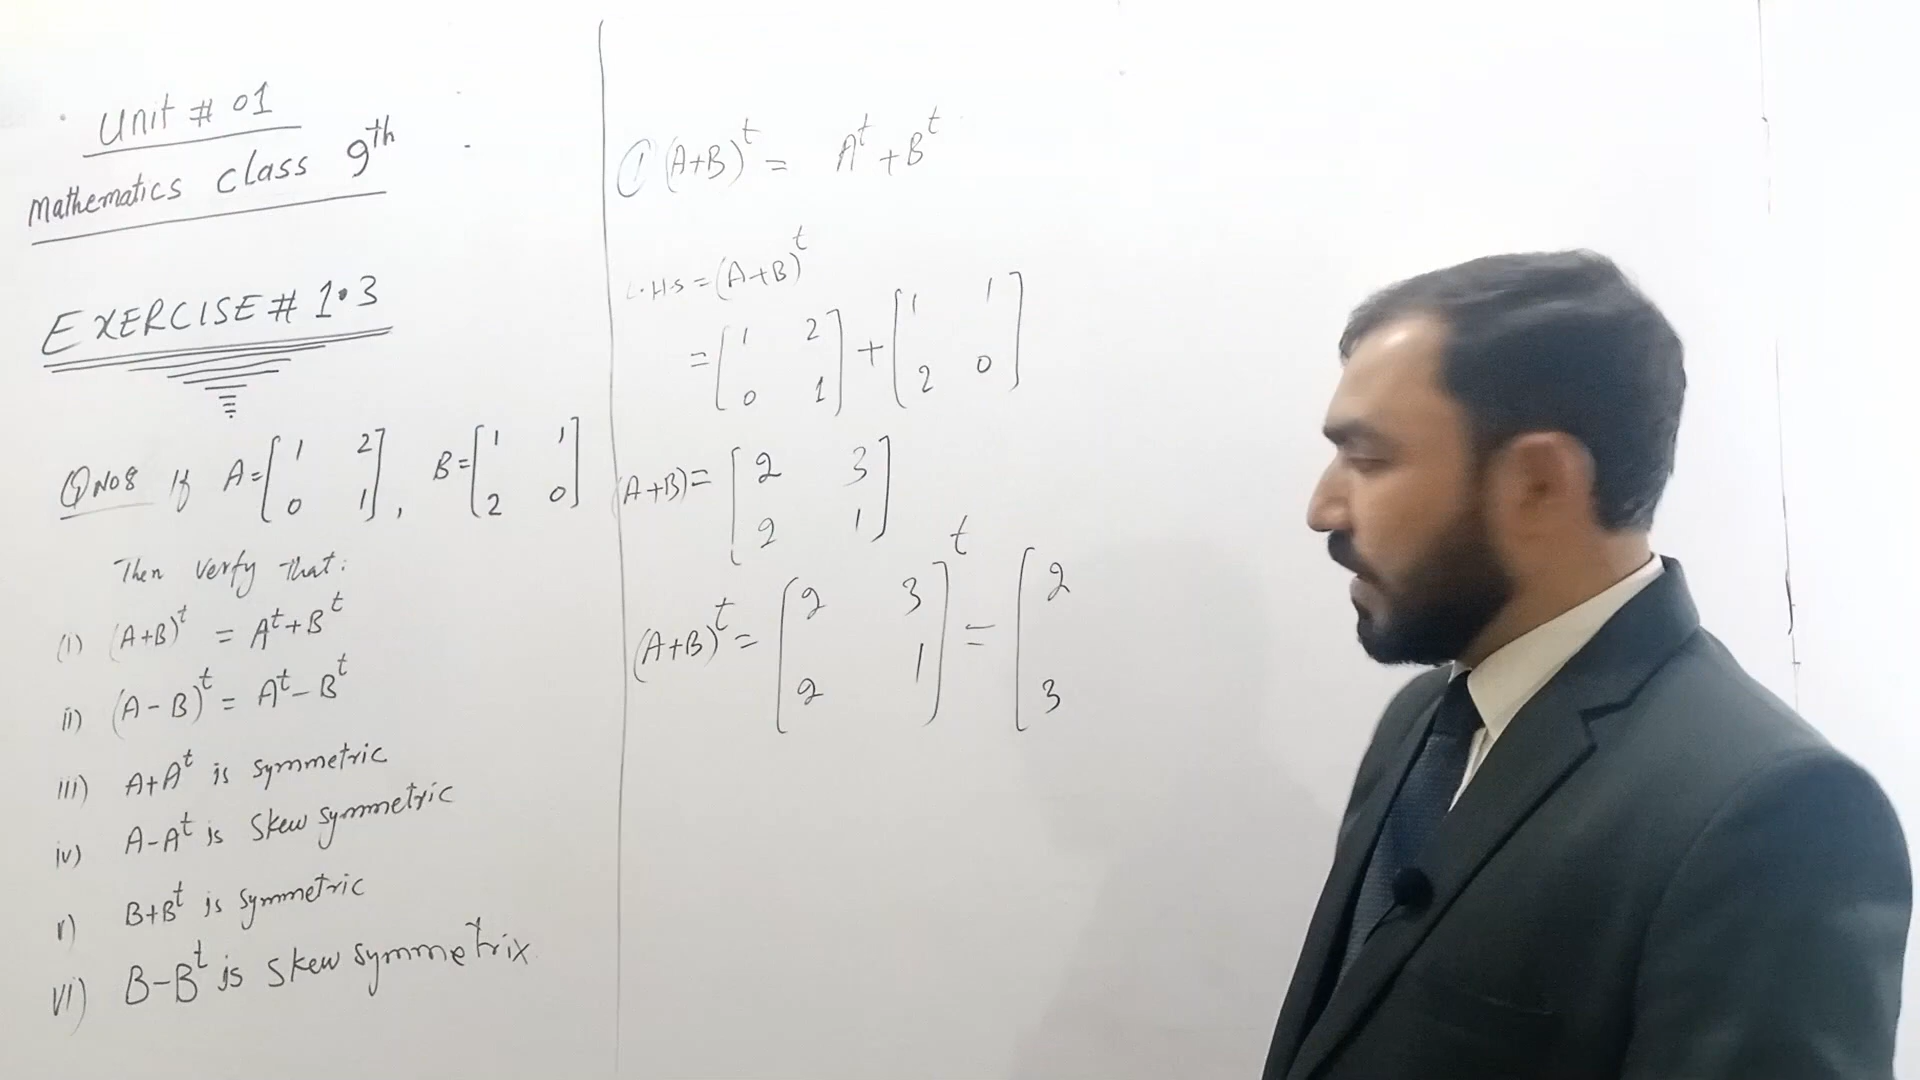 Unit # 01
Mathematics class 9th
EXERCISE # 1.3
Q NO8 If A=[1 2
0 1], B=[1 1
2 0]
Then verfy that:
(i) (A+B)^t = A^t+B^t
ii) (A-B)^t = A^t-B^t
iii) A+A^t is symmetric
iv) A-A^t is Skew symmetric
v) B+B^t is symmetric
VI) B-B^t is skew symmetrix
① (A+B)^t = A^t+B^t
L.H.S = (A+B)^t
= [1 2
0 1] + [1 1
2 0]
(A+B)= [2 3
2 1]
(A+B)^t = [2 3
2 1]^t = [2
3